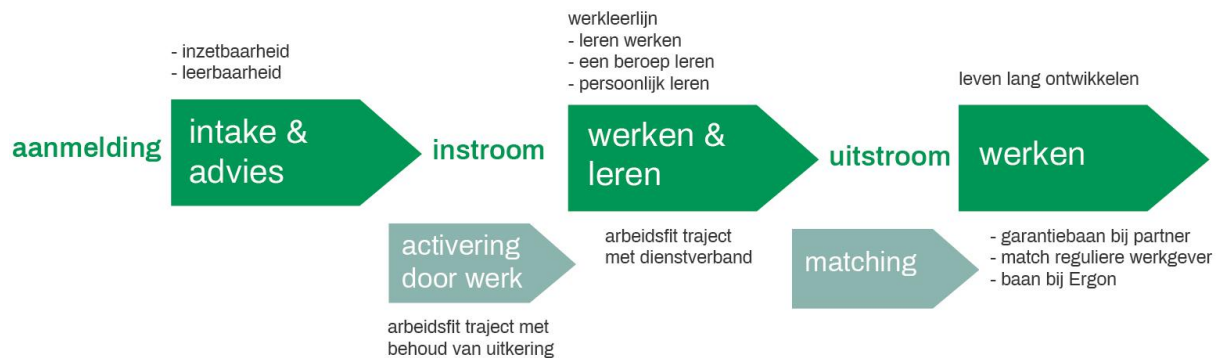 aanmelding
- inzetbaarheid
- leerbaarheid
intake &
advies
instroom
activering
door werk
arbeidsfit traject met
behoud van uitkering
werkleerlijn
- leren werken
- een beroep leren
- persoonlijk leren
werken &
leren
arbeidsfit traject
met dienstverband
uitstroom
matching
leven lang ontwikkelen
werken
- garantiebaan bij partner
- match reguliere werkgever
- baan bij Ergon